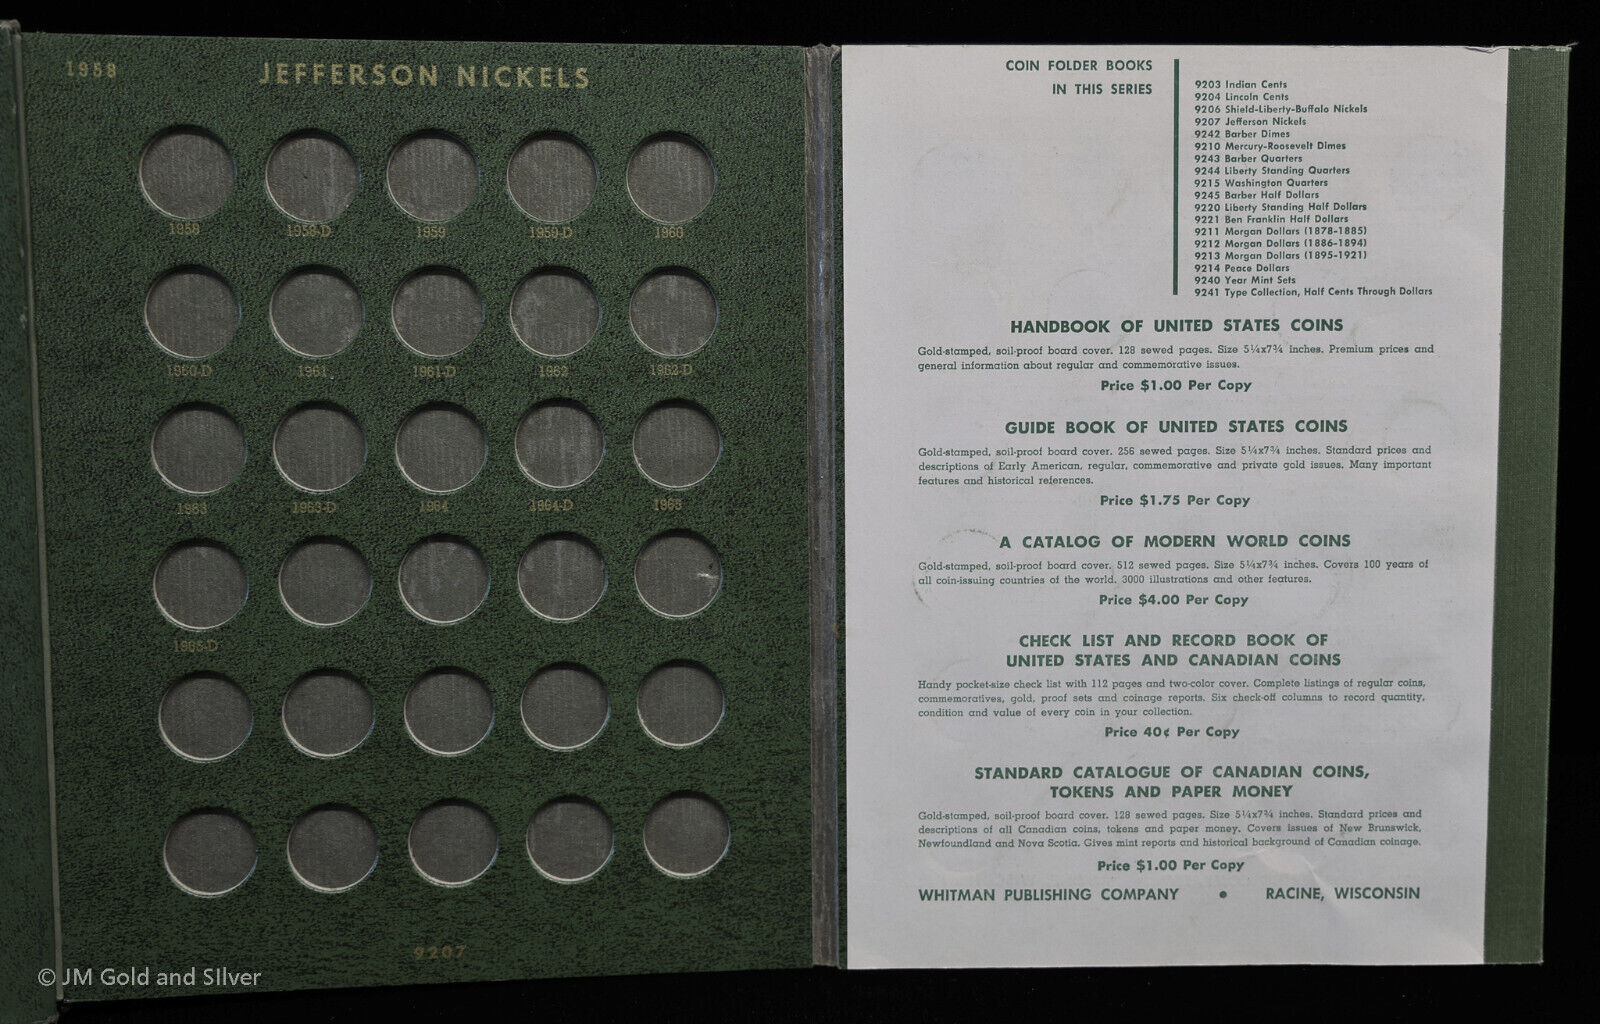 1958
JEFFERSON NICKELS
1958 1958-D 1959 1959-D 1960
1960-D 1961 1961-D 1962 1962-D
1963 1963-D 1964 1964-D 1965
1965-D
9207
© JM Gold and SIlver
COIN FOLDER BOOKS
IN THIS SERIES
9203 Indian Cents
9204 Lincoln Cents
9206 Shield-Liberty-Buffalo Nickels
9207 Jefferson Nickels
9242 Barber Dimes
9210 Mercury-Roosevelt Dimes
9243 Barber Quarters
9244 Liberty Standing Quarters
9215 Washington Quarters
9245 Barber Half Dollars
9220 Liberty Standing Half Dollars
9221 Ben Franklin Half Dollars
9211 Morgan Dollars (1878-1885)
9212 Morgan Dollars (1886-1894)
9213 Morgan Dollars (1895-1921)
9214 Peace Dollars
9240 Year Mint Sets
9241 Type Collection, Half Cents Through Dollars
HANDBOOK OF UNITED STATES COINS
Gold-stamped, soil-proof board cover. 128 sewed pages. Size 5¼x7¾ inches. Premium prices and
general information about regular and commemorative issues.
Price $1.00 Per Copy
GUIDE BOOK OF UNITED STATES COINS
Gold-stamped, soil-proof board cover. 256 sewed pages. Size 5¼x7¾ inches. Standard prices and
descriptions of Early American, regular, commemorative and private gold issues. Many important
features and historical references.
Price $1.75 Per Copy
A CATALOG OF MODERN WORLD COINS
Gold-stamped, soil-proof board cover. 512 sewed pages. Size 5¼x7¾ inches. Covers 100 years of
all coin-issuing countries of the world. 3000 illustrations and other features.
Price $4.00 Per Copy
CHECK LIST AND RECORD BOOK OF
UNITED STATES AND CANADIAN COINS
Handy pocket-size check list with 112 pages and two-color cover. Complete listings of regular coins,
commemoratives, gold, proof sets and coinage reports. Six check-off columns to record quantity,
condition and value of every coin in your collection.
Price 40¢ Per Copy
STANDARD CATALOGUE OF CANADIAN COINS,
TOKENS AND PAPER MONEY
Gold-stamped, soil-proof board cover. 128 sewed pages. Size 5¼x7¾ inches. Standard prices and
descriptions of all Canadian coins, tokens and paper money. Covers issues of New Brunswick,
Newfoundland and Nova Scotia. Gives mint reports and historical background of Canadian coinage.
Price $1.00 Per Copy
WHITMAN PUBLISHING COMPANY • RACINE, WISCONSIN